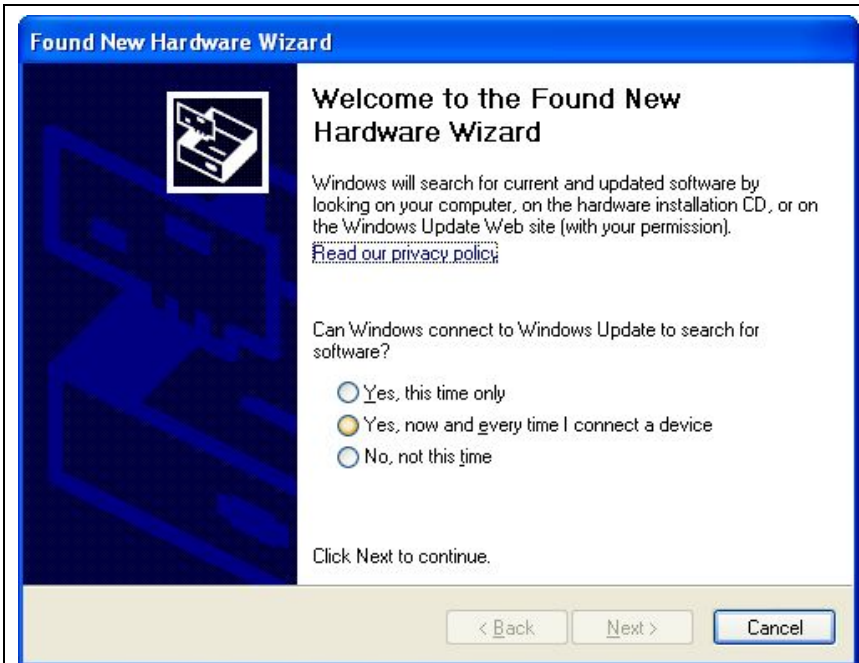 Found New Hardware Wizard
Welcome to the Found New
Hardware Wizard
Windows will search for current and updated software by
looking on your computer, on the hardware installation CD, or on
the Windows Update Web site (with your permission).
Read our privacy policy
Can Windows connect to Windows Update to search for
software?
Yes, this time only
Yes, now and every time I connect a device
No, not this time
Click Next to continue.
< Back Next > Cancel